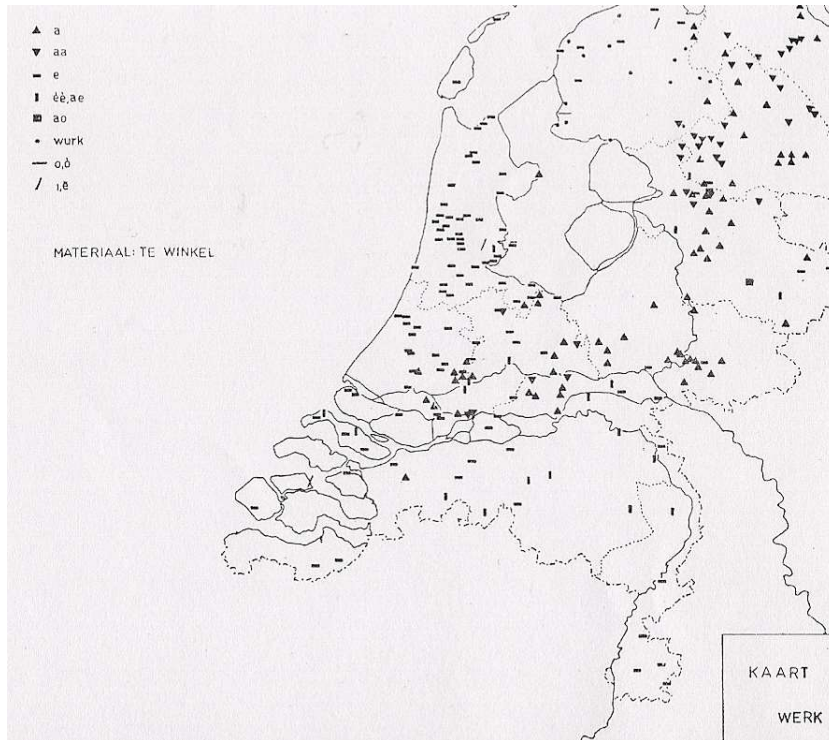 a
aa
e
èè,ae
ao
wurk
o,ò
ı,ë
MATERIAAL: TE WINKEL
KAART
WERK